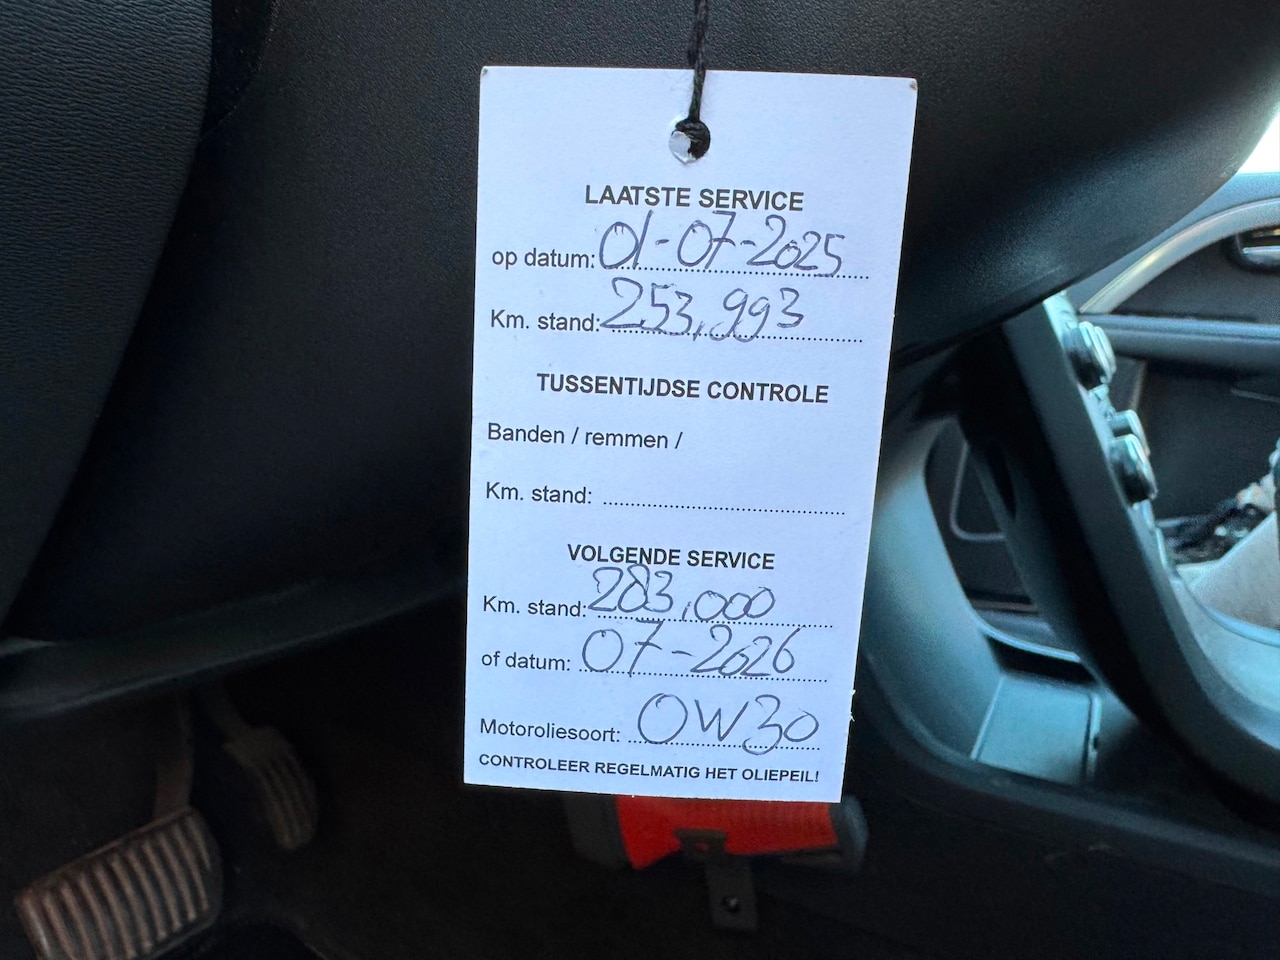 LAATSTE SERVICE
op datum: 01-07-2025
Km. stand: 253,993
TUSSENTIJDSE CONTROLE
Banden / remmen /
Km. stand:
VOLGENDE SERVICE
Km. stand: 283,000
of datum: 07-2026
Motoroliesoort: 0W30
CONTROLEER REGELMATIG HET OLIEPEIL!